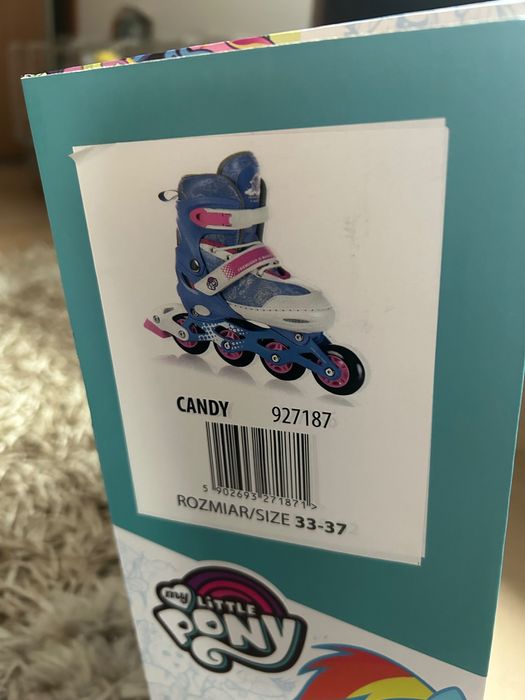 CANDY 927187
5 902693 271871 >
ROZMIAR/SIZE 33-37
my LiTTLE
PONY